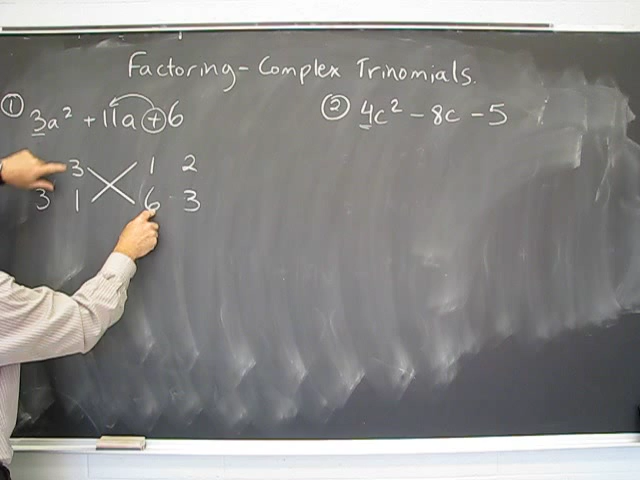 Factoring - Complex Trinomials.
① 3a² + 11a + 6
② 4c² - 8c - 5
3 1 2
3 1 6 3